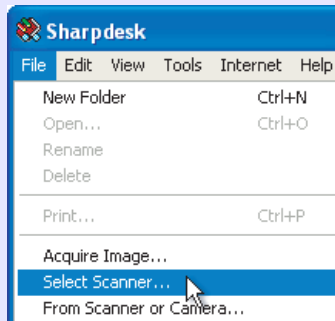 Sharpdesk
File Edit View Tools Internet Help
New Folder Ctrl+N
Open... Ctrl+O
Rename
Delete
Print... Ctrl+P
Acquire Image...
Select Scanner...
From Scanner or Camera...